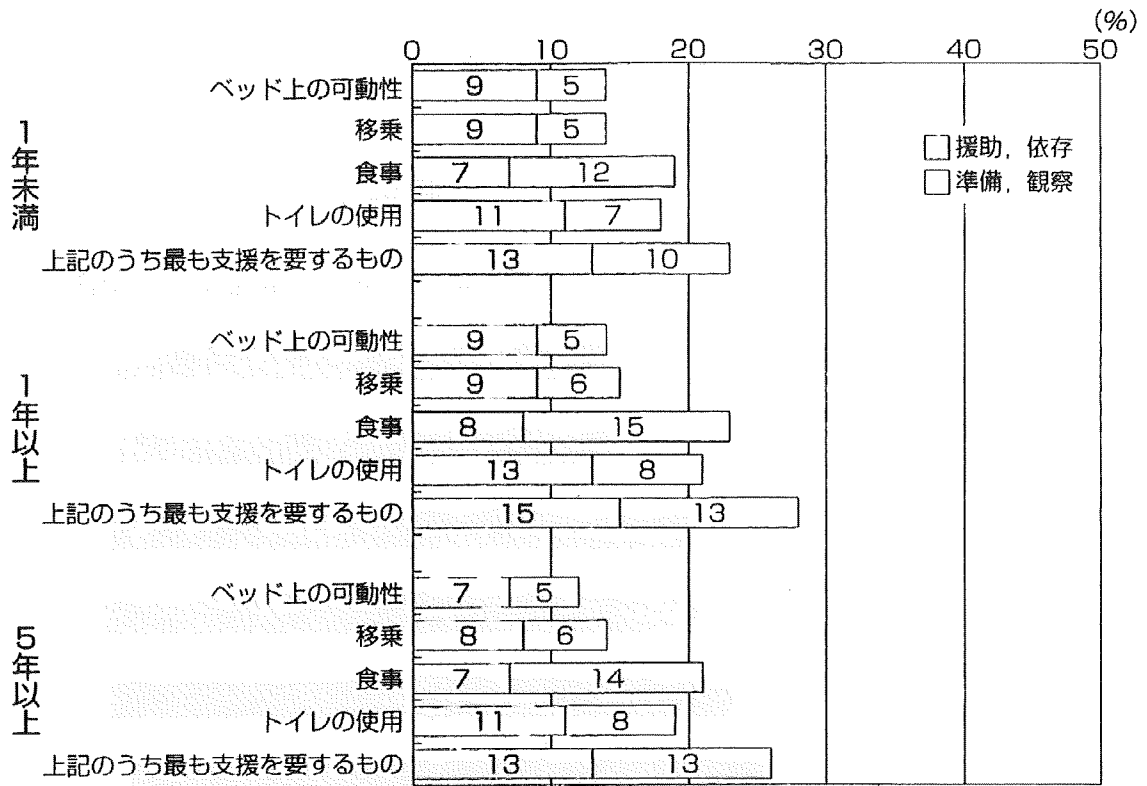 (%)
0 10 20 30 40 50
1年未満
ベッド上の可動性 9 5
移乗 9 5
食事 7 12
トイレの使用 11 7
上記のうち最も支援を要するもの 13 10
援助，依存
準備，観察
1年以上
ベッド上の可動性 9 5
移乗 9 6
食事 8 15
トイレの使用 13 8
上記のうち最も支援を要するもの 15 13
5年以上
ベッド上の可動性 7 5
移乗 8 6
食事 7 14
トイレの使用 11 8
上記のうち最も支援を要するもの 13 13